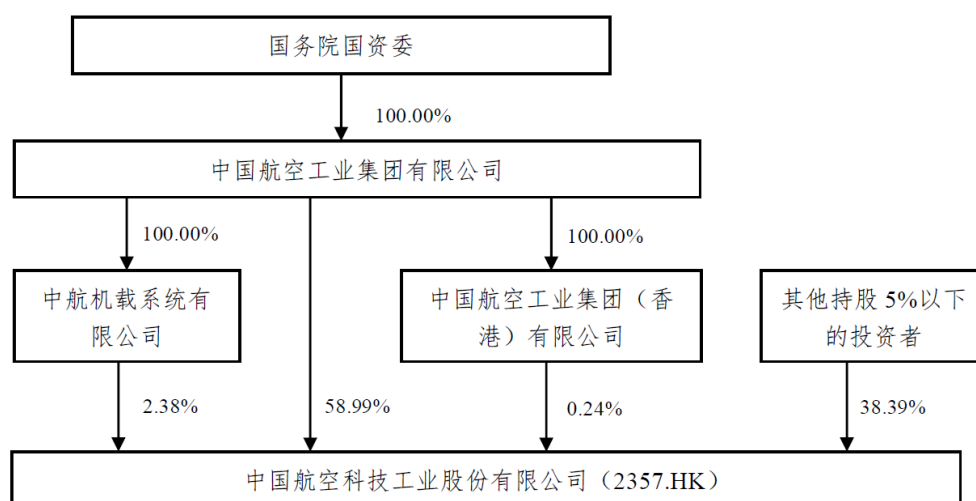 国务院国资委
100.00%
中国航空工业集团有限公司
100.00%
100.00%
中航机载系统有
限公司
中国航空工业集团（香
港）有限公司
其他持股 5%以下
的投资者
2.38%
58.99%
0.24%
38.39%
中国航空科技工业股份有限公司（2357.HK）